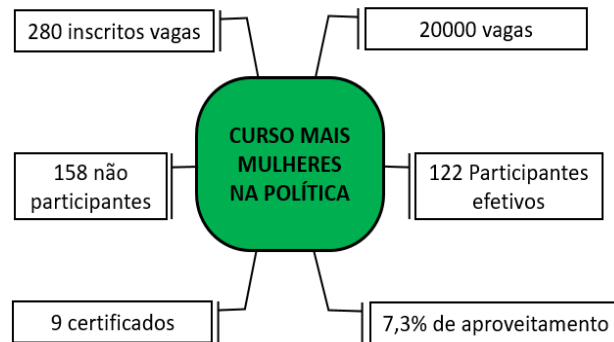 280 inscritos vagas
20000 vagas
CURSO MAIS
MULHERES
NA POLÍTICA
158 não
participantes
122 Participantes
efetivos
9 certificados
7,3% de aproveitamento